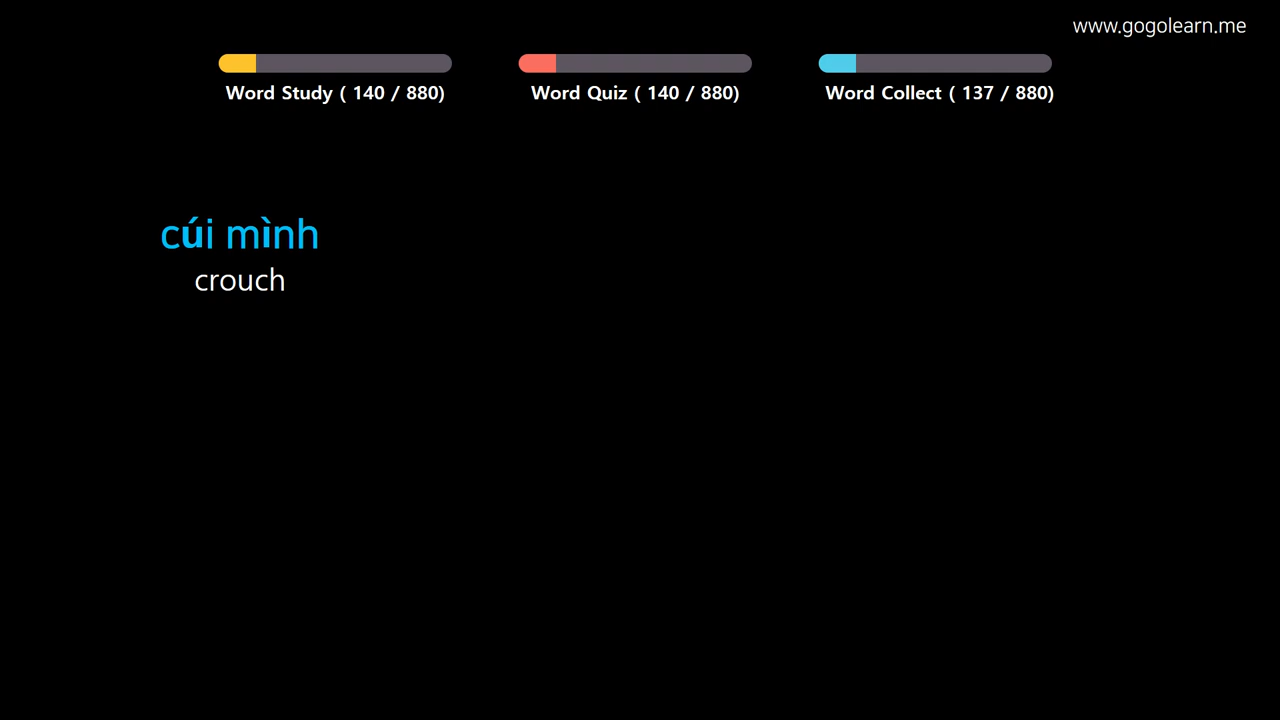 www.gogolearn.me
Word Study ( 140 / 880)
Word Quiz ( 140 / 880)
Word Collect ( 137 / 880)
cúi mình
crouch